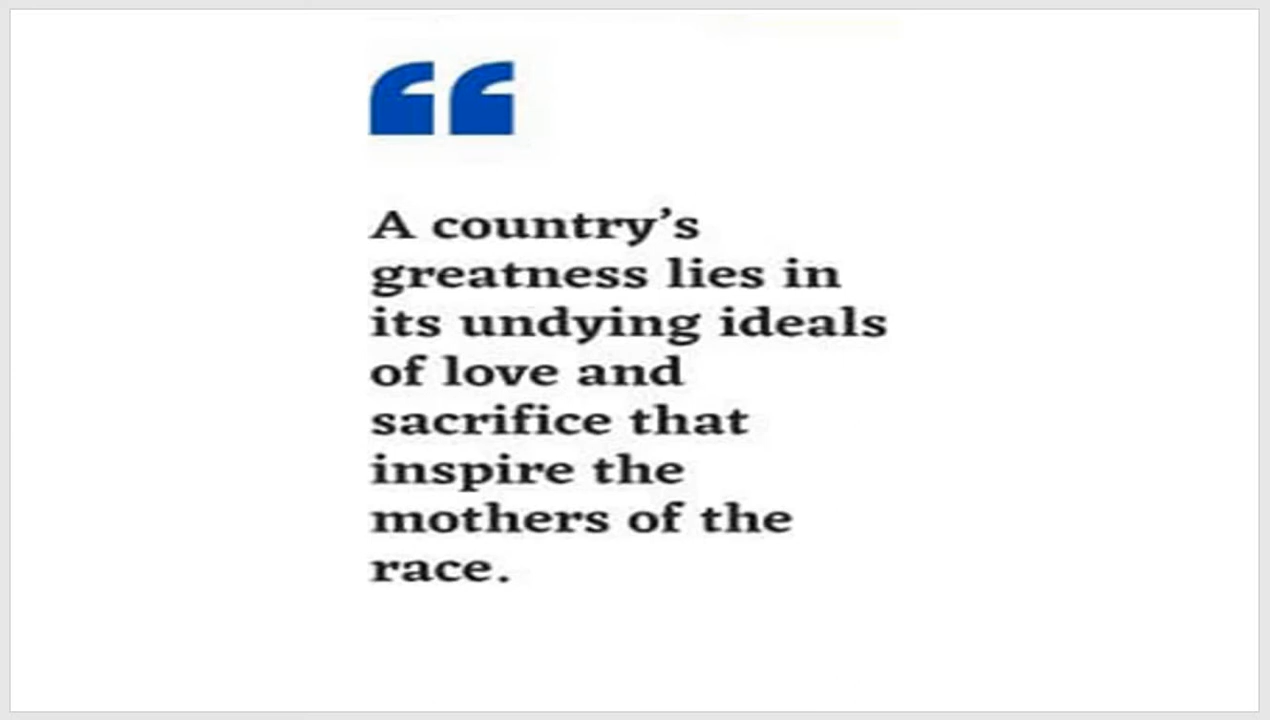 “
A country’s
greatness lies in
its undying ideals
of love and
sacrifice that
inspire the
mothers of the
race.